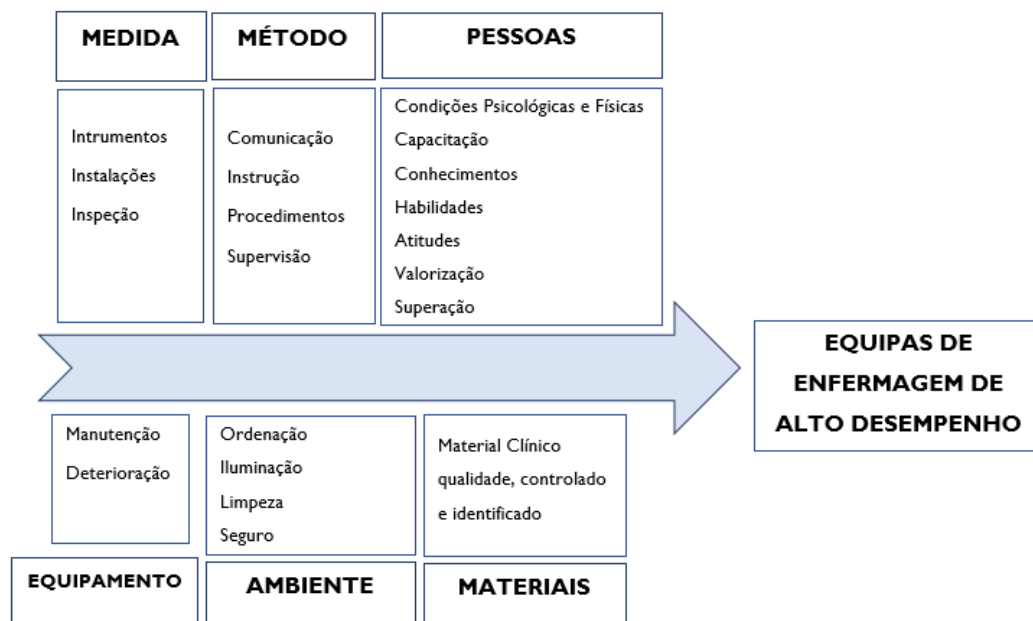 MEDIDA
Intrumentos
Instalações
Inspeção
MÉTODO
Comunicação
Instrução
Procedimentos
Supervisão
PESSOAS
Condições Psicológicas e Físicas
Capacitação
Conhecimentos
Habilidades
Atitudes
Valorização
Superação
EQUIPAS DE
ENFERMAGEM DE
ALTO DESEMPENHO
Manutenção
Deterioração
EQUIPAMENTO
Ordenação
Iluminação
Limpeza
Seguro
AMBIENTE
Material Clínico
qualidade, controlado
e identificado
MATERIAIS